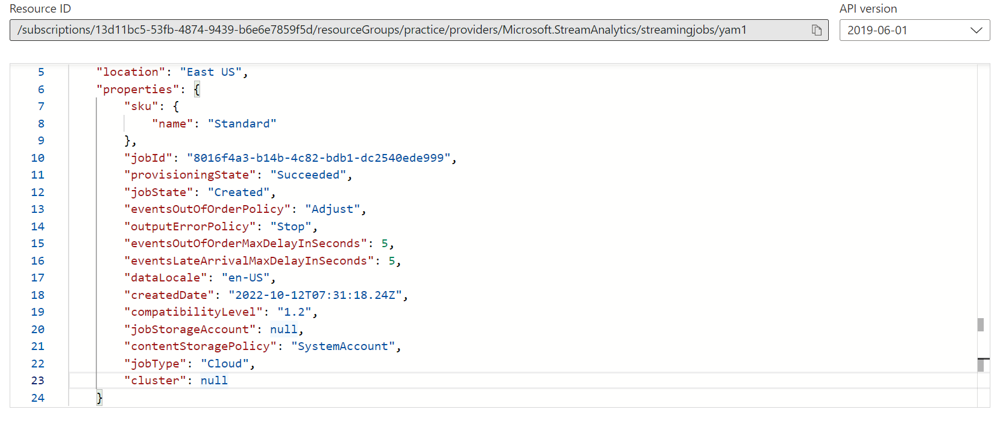 Resource ID
API version
/subscriptions/13d11bc5-53fb-4874-9439-b6e6e7859f5d/resourceGroups/practice/providers/Microsoft.StreamAnalytics/streamingjobs/yam1
2019-06-01
5 "location": "East US",
6 "properties": {
7 "sku": {
8 "name": "Standard"
9 },
10 "jobId": "8016f4a3-b14b-4c82-bdb1-dc2540ede999",
11 "provisioningState": "Succeeded",
12 "jobState": "Created",
13 "eventsOutOfOrderPolicy": "Adjust",
14 "outputErrorPolicy": "Stop",
15 "eventsOutOfOrderMaxDelayInSeconds": 5,
16 "eventsLateArrivalMaxDelayInSeconds": 5,
17 "dataLocale": "en-US",
18 "createdDate": "2022-10-12T07:31:18.24Z",
19 "compatibilityLevel": "1.2",
20 "jobStorageAccount": null,
21 "contentStoragePolicy": "SystemAccount",
22 "jobType": "Cloud",
23 "cluster": null
24 }